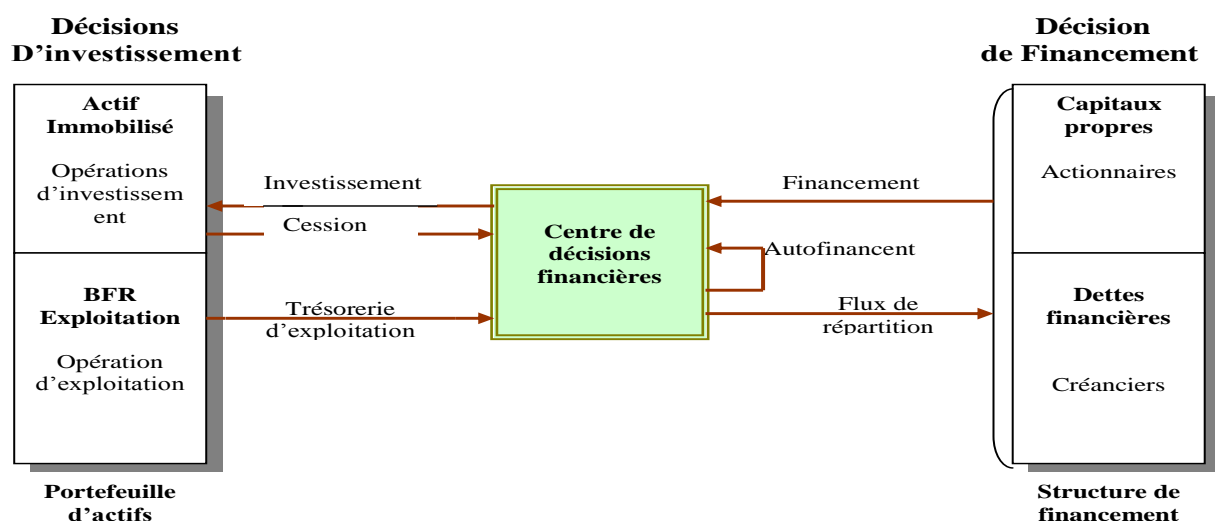 Décisions
D'investissement
Décision
de Financement
Actif
Immobilisé
Opérations
d'investissem
ent
BFR
Exploitation
Opération
d'exploitation
Portefeuille
d'actifs
Investissement
Cession
Trésorerie
d'exploitation
Centre de
décisions
financières
Financement
Autofinancent
Flux de
répartition
Capitaux
propres
Actionnaires
Dettes
financières
Créanciers
Structure de
financement